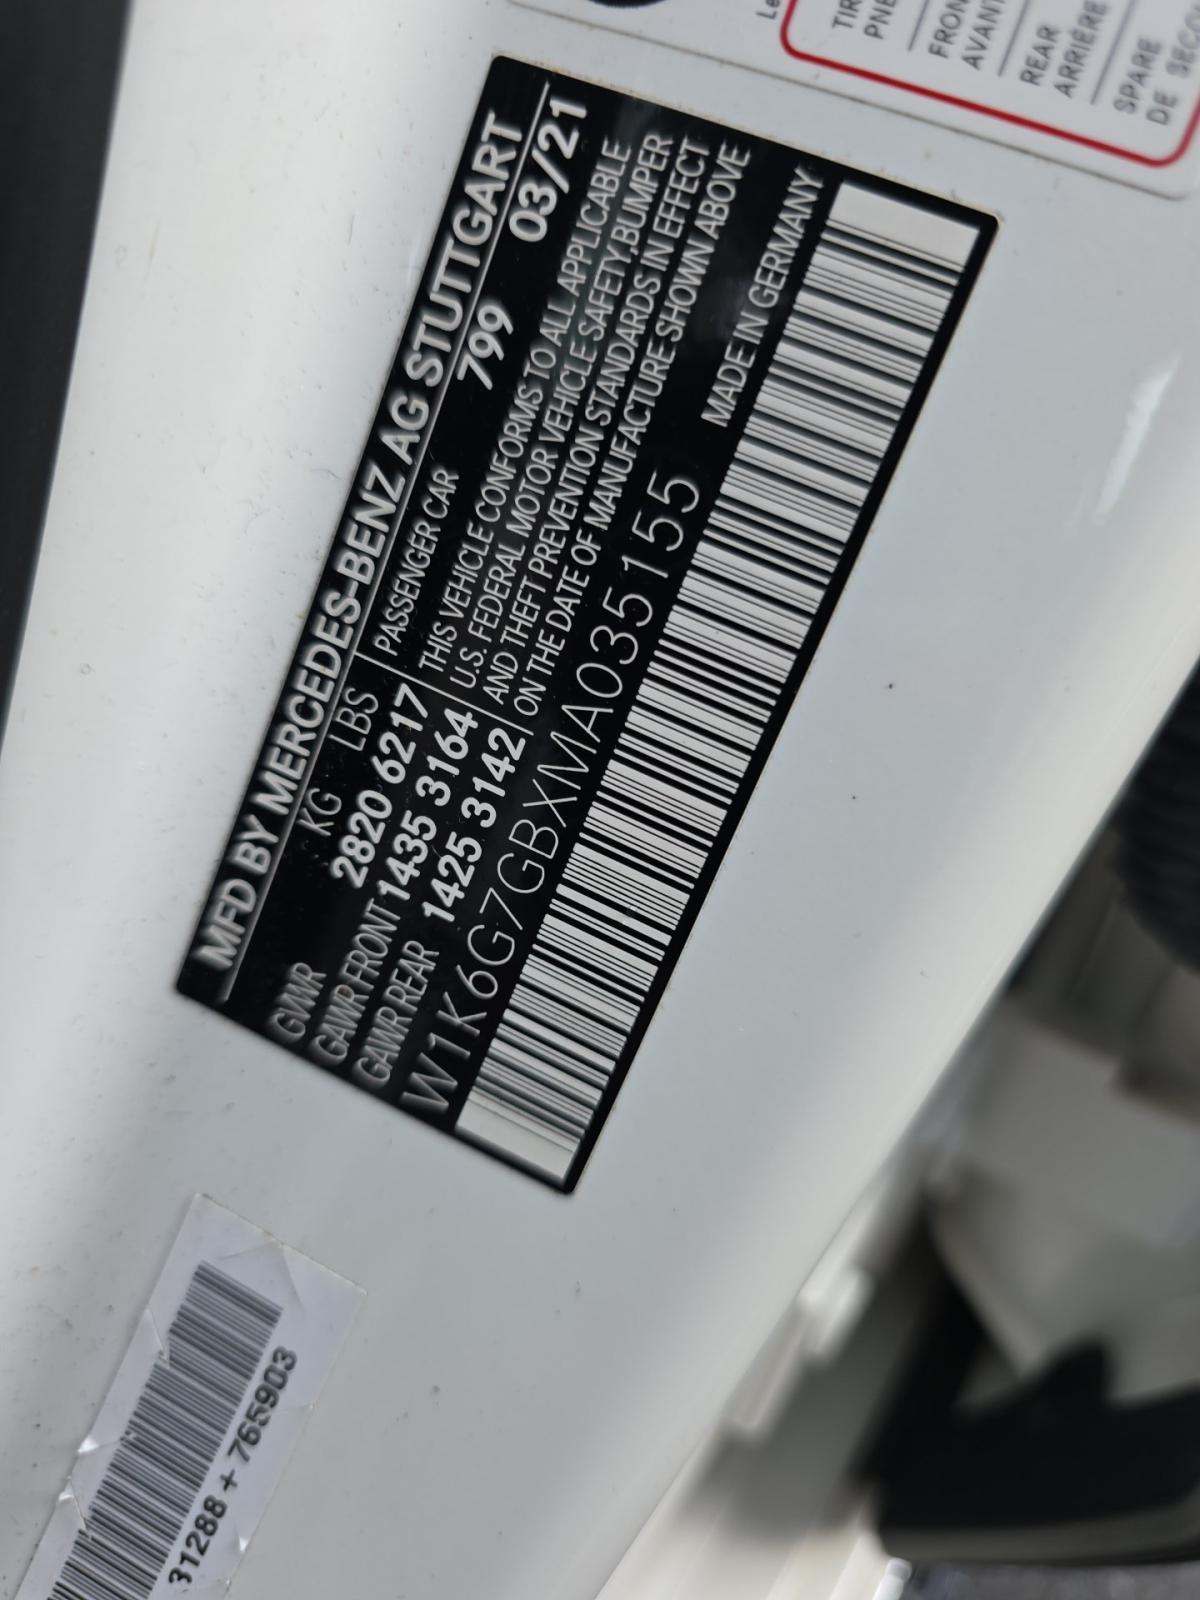 MFD BY MERCEDES-BENZ AG STUTTGART
KG LBS PASSENGER CAR 799 03/21
GVWR 2820 6217
GAWR FRONT 1435 3164
GAWR REAR 1425 3142
THIS VEHICLE CONFORMS TO ALL APPLICABLE
U.S. FEDERAL MOTOR VEHICLE SAFETY,BUMPER
AND THEFT PREVENTION STANDARDS IN EFFECT
ON THE DATE OF MANUFACTURE SHOWN ABOVE
W1K6G7GBXMA035155
MADE IN GERMANY
31288 + 765903
FRON
AVANT
REAR
ARRIÈRE
SPARE
DE SECO